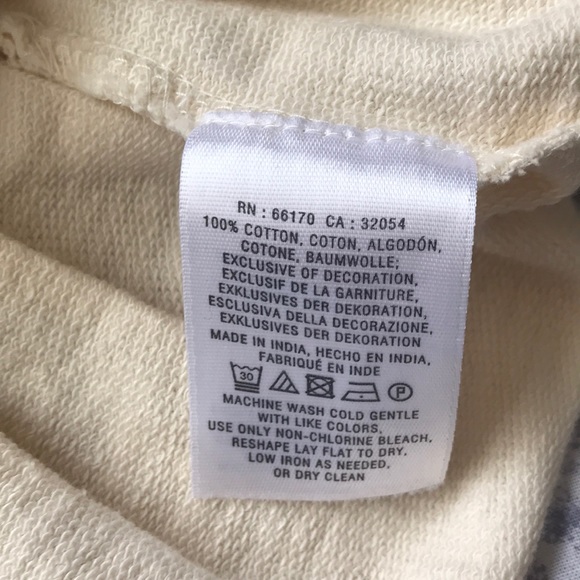 RN : 66170 CA : 32054
100% COTTON, COTON, ALGODÓN,
COTONE, BAUMWOLLE;
EXCLUSIVE OF DECORATION,
EXCLUSIF DE LA GARNITURE,
EXKLUSIVES DER DEKORATION,
ESCLUSIVA DELLA DECORAZIONE,
EXKLUSIVES DER DEKORATION
MADE IN INDIA, HECHO EN INDIA,
FABRIQUÉ EN INDE
30 P
MACHINE WASH COLD GENTLE
WITH LIKE COLORS.
USE ONLY NON-CHLORINE BLEACH.
RESHAPE LAY FLAT TO DRY.
LOW IRON AS NEEDED.
OR DRY CLEAN